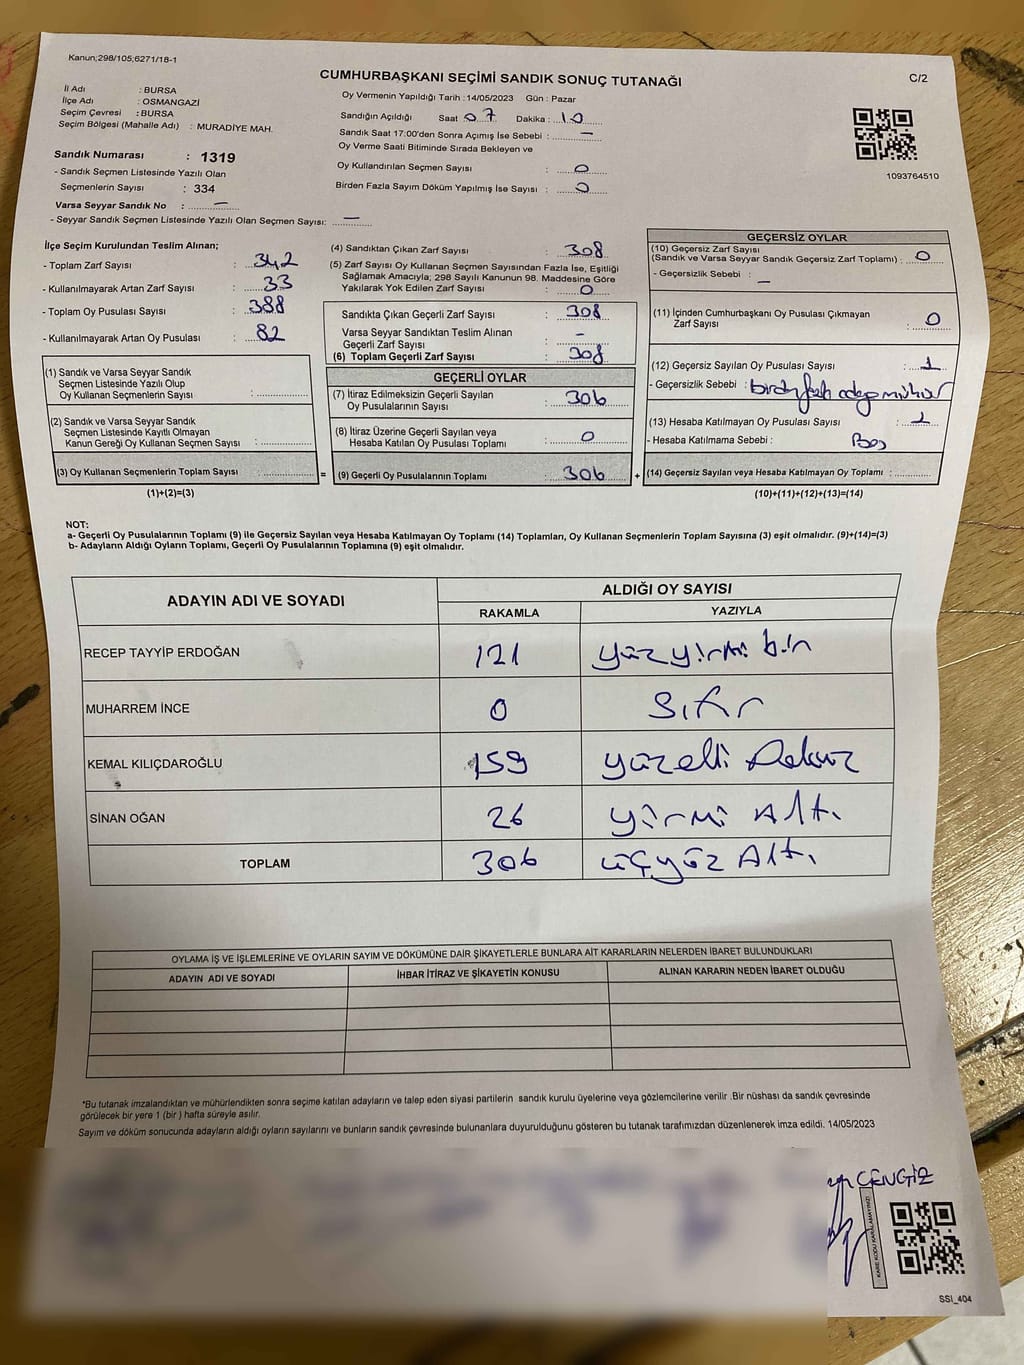 Kanun;298/105;6271/18-1
CUMHURBAŞKANI SEÇİMİ SANDIK SONUÇ TUTANAĞI
C/2
İl Adı : BURSA
İlçe Adı : OSMANGAZİ
Seçim Çevresi : BURSA
Seçim Bölgesi (Mahalle Adı) : MURADİYE MAH.
Oy Vermenin Yapıldığı Tarih :14/05/2023 Gün : Pazar
Sandığın Açıldığı Saat 07 Dakika : 10
Sandık Saat 17:00'den Sonra Açımış İse Sebebi : —
Oy Verme Saati Bitiminde Sırada Bekleyen ve
Oy Kullandırılan Seçmen Sayısı : 0
Birden Fazla Sayım Döküm Yapılmış İse Sayısı : 0
1093764510
Sandık Numarası : 1319
- Sandık Seçmen Listesinde Yazılı Olan
Seçmenlerin Sayısı : 334
Varsa Seyyar Sandık No : —
- Seyyar Sandık Seçmen Listesinde Yazılı Olan Seçmen Sayısı: —
İlçe Seçim Kurulundan Teslim Alınan;
- Toplam Zarf Sayısı : 342
- Kullanılmayarak Artan Zarf Sayısı : 33
- Toplam Oy Pusulası Sayısı : 388
- Kullanılmayarak Artan Oy Pusulası : 82
(1) Sandık ve Varsa Seyyar Sandık
Seçmen Listesinde Yazılı Olup
Oy Kullanan Seçmenlerin Sayısı :
(2) Sandık ve Varsa Seyyar Sandık
Seçmen Listesinde Kayıtlı Olmayan
Kanun Gereği Oy Kullanan Seçmen Sayısı :
(3) Oy Kullanan Seçmenlerin Toplam Sayısı :
(1)+(2)=(3)
(4) Sandıktan Çıkan Zarf Sayısı : 308
(5) Zarf Sayısı Oy Kullanan Seçmen Sayısından Fazla İse, Eşitliği
Sağlamak Amacıyla; 298 Sayılı Kanunun 98. Maddesine Göre
Yakılarak Yok Edilen Zarf Sayısı : 0
Sandıkta Çıkan Geçerli Zarf Sayısı : 308
Varsa Seyyar Sandıktan Teslim Alınan
Geçerli Zarf Sayısı : -
(6) Toplam Geçerli Zarf Sayısı : 308
GEÇERLİ OYLAR
(7) İtiraz Edilmeksizin Geçerli Sayılan
Oy Pusulalarının Sayısı : 306
(8) İtiraz Üzerine Geçerli Sayılan veya
Hesaba Katılan Oy Pusulası Toplamı : 0
= (9) Geçerli Oy Pusulalarının Toplamı : 306 +
GEÇERSİZ OYLAR
(10) Geçersiz Zarf Sayısı
(Sandık ve Varsa Seyyar Sandık Geçersiz Zarf Toplamı) : 0
- Geçersizlik Sebebi : —
(11) İçinden Cumhurbaşkanı Oy Pusulası Çıkmayan
Zarf Sayısı : 0
(12) Geçersiz Sayılan Oy Pusulası : 1
- Geçersizlik Sebebi :
(13) Hesaba Katılmayan Oy Pusulası Sayısı : 1
- Hesaba Katılmama Sebebi : Boş
(14) Geçersiz Sayılan veya Hesaba Katılmayan Oy Toplamı :
(10)+(11)+(12)+(13)=(14)
NOT:
a- Geçerli Oy Pusulalarının Toplamı (9) ile Geçersiz Sayılan veya Hesaba Katılmayan Oy Toplamı (14) Toplamları, Oy Kullanan Seçmenlerin Toplam Sayısına (3) eşit olmalıdır. (9)+(14)=(3)
b- Adayların Aldığı Oyların Toplamı, Geçerli Oy Pusulalarının Toplamına (9) eşit olmalıdır.
ADAYIN ADI VE SOYADI ALDIĞI OY SAYISI
RAKAMLA YAZIYLA
RECEP TAYYİP ERDOĞAN 121 yüzyirmi bir
MUHARREM İNCE 0 Sıfır
KEMAL KILIÇDAROĞLU 159 yüzelli Dokuz
SİNAN OĞAN 26 yirmi Altı
TOPLAM 306 üçyüz Altı
OYLAMA İŞ VE İŞLEMLERİNE VE OYLARIN SAYIM VE DÖKÜMÜNE DAİR ŞİKAYETLERLE BUNLARA AİT KARARLARIN NELERDEN İBARET BULUNDUKLARI
ADAYIN ADI VE SOYADI İHBAR İTİRAZ VE ŞİKAYETİN KONUSU ALINAN KARARIN NEDEN İBARET OLDUĞU
*Bu tutanak imzalandıktan ve mühürlendikten sonra seçime katılan adayların ve talep eden siyasi partilerin sandık kurulu üyelerine veya gözlemcilerine verilir .Bir nüshası da sandık çevresinde
görülecek bir yere 1 (bir ) hafta süreyle asılır.
Sayım ve döküm sonucunda adayların aldığı oyların sayılarını ve bunların sandık çevresinde bulunanlara duyurulduğunu gösteren bu tutanak tarafımızdan düzenlenerek imza edildi. 14/05/2023
CENGİZ
KARE KODU KARALAMAYINIZ!
SSI_404